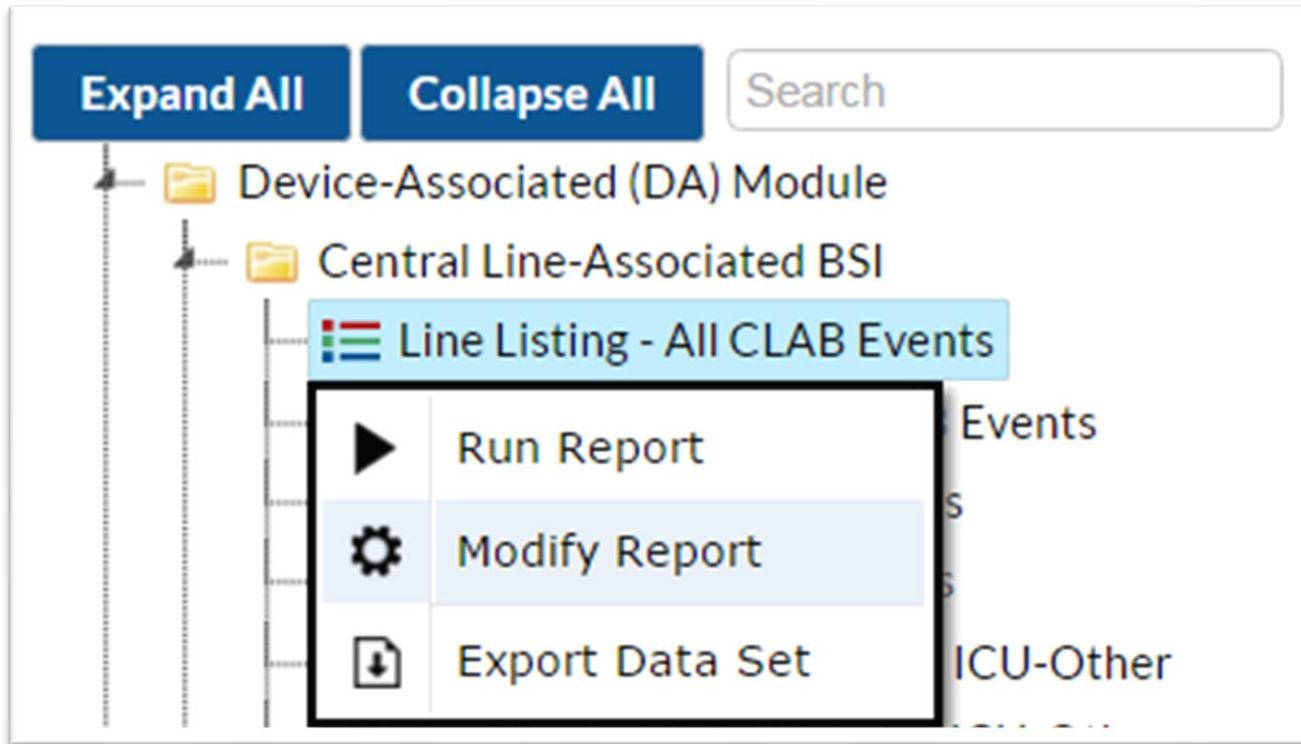 Expand All Collapse All Search
Device-Associated (DA) Module
Central Line-Associated BSI
Line Listing - All CLAB Events
Events
Run Report
s
Modify Report
s
Export Data Set
ICU-Other